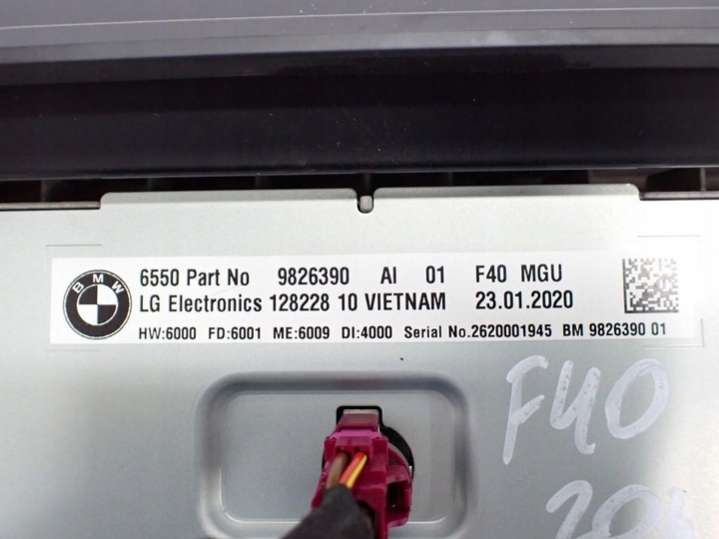 BMW
6550 Part No 9826390 AI 01 F40 MGU
LG Electronics 128228 10 VIETNAM 23.01.2020
HW:6000 FD:6001 ME:6009 DI:4000 Serial No.2620001945 BM 9826390 01
F40